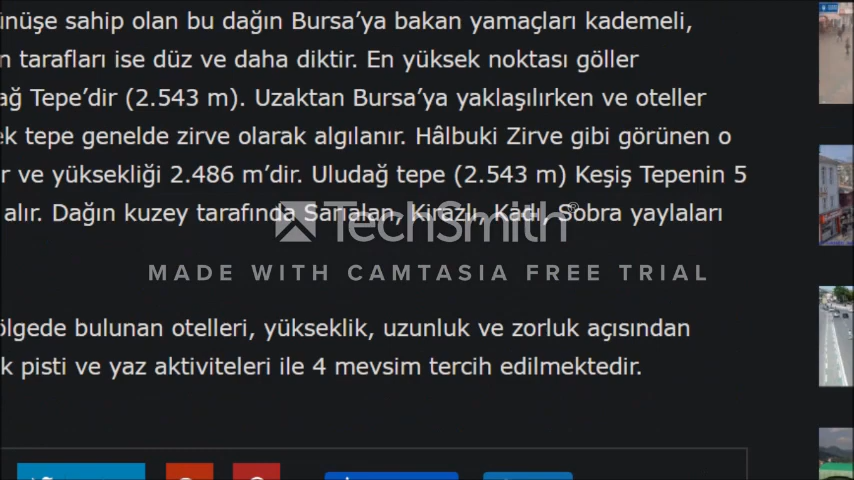 nüşe sahip olan bu dağın Bursa'ya bakan yamaçları kademeli,
n tarafları ise düz ve daha diktir. En yüksek noktası göller
ağ Tepe'dir (2.543 m). Uzaktan Bursa'ya yaklaşılırken ve oteller
ek tepe genelde zirve olarak algılanır. Hâlbuki Zirve gibi görünen o
r ve yüksekliği 2.486 m'dir. Uludağ tepe (2.543 m) Keşiş Tepenin 5
alır. Dağın kuzey tarafında Sarıalan, Kirazlı, Kadı, Sobra yaylaları
TechSmith®
MADE WITH CAMTASIA FREE TRIAL
ölgede bulunan otelleri, yükseklik, uzunluk ve zorluk açısından
k pisti ve yaz aktiviteleri ile 4 mevsim tercih edilmektedir.